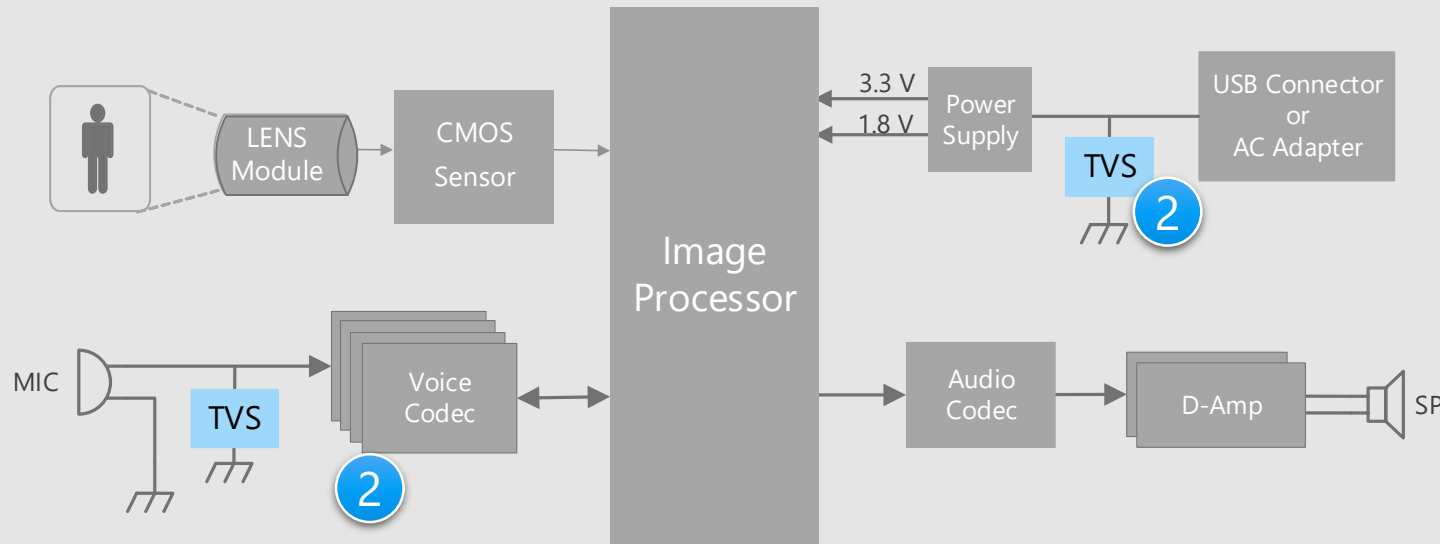 LENS
Module
CMOS
Sensor
Image
Processor
3.3 V
1.8 V
Power
Supply
USB Connector
or
AC Adapter
TVS
2
MIC
TVS
Voice
Codec
2
Audio
Codec
D-Amp
SP